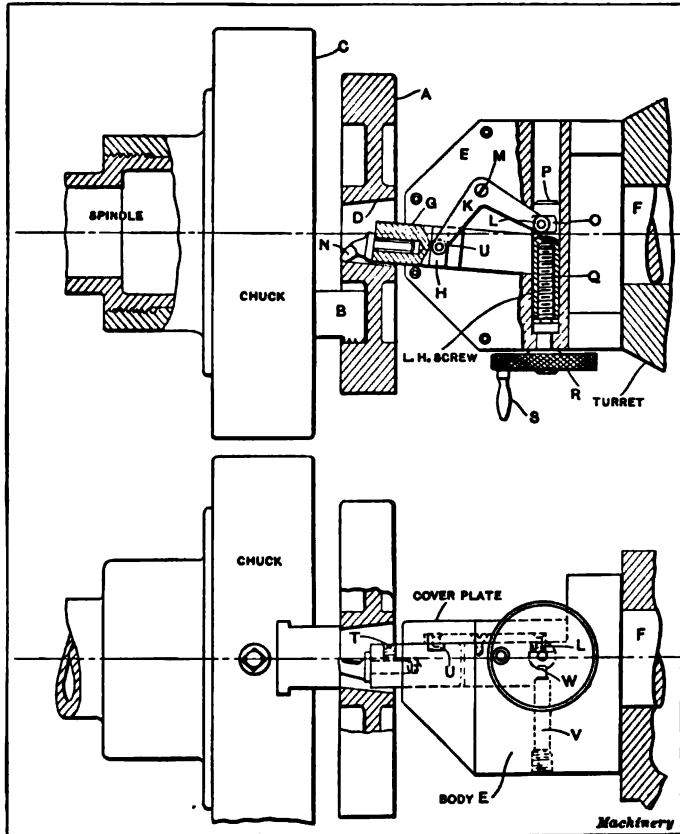 C
A
E
M
P
G
D
K
L
O
F
SPINDLE
N
U
Q
H
CHUCK
B
L. H. SCREW
R
TURRET
S
CHUCK
COVER PLATE
T
L
F
U
W
V
BODY E
Machinery